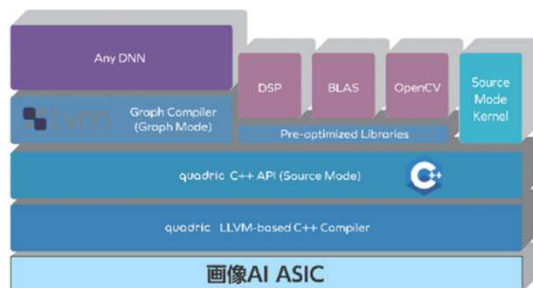 Any DNN
DSP
BLAS
OpenCV
Source
Mode
Kernel
tvm
Graph Compiler
(Graph Mode)
Pre-optimized Libraries
quadric C++ API (Source Mode)
C++
quadric LLVM-based C++ Compiler
画像AI ASIC